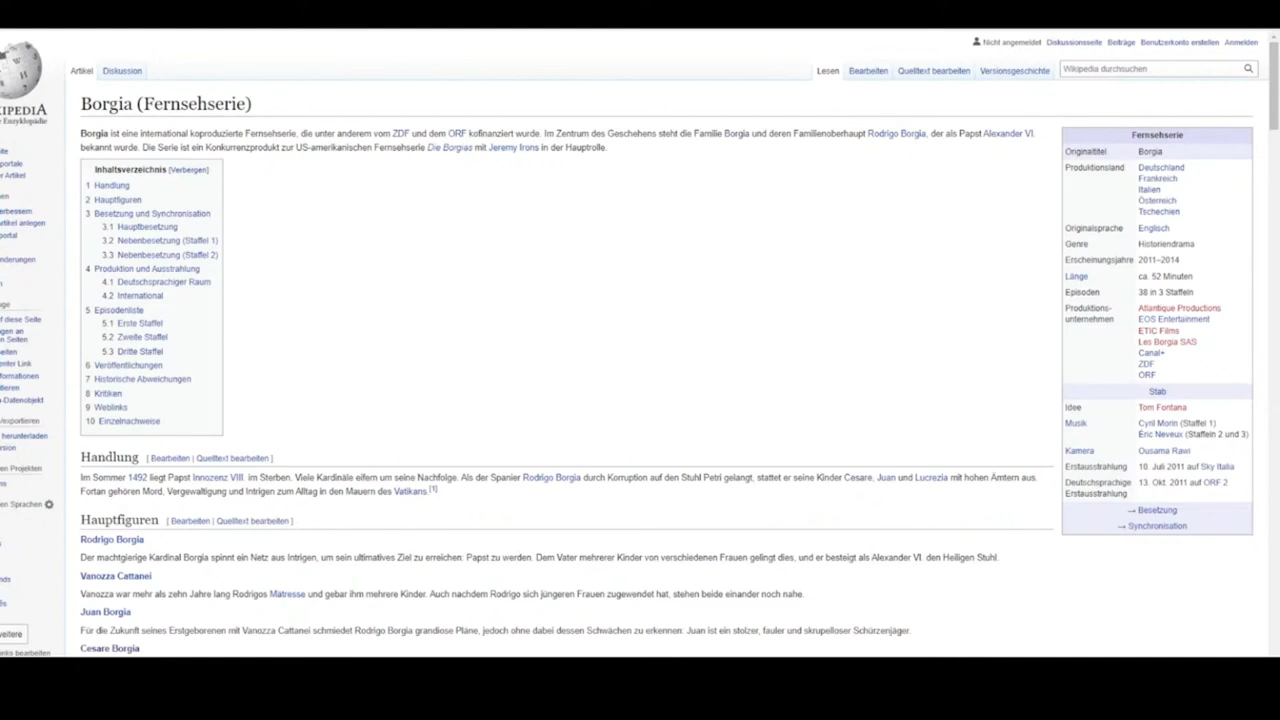 Nicht angemeldet Diskussionsseite Beiträge Benutzerkonto erstellen Anmelden
Artikel Diskussion Lesen Bearbeiten Quelltext bearbeiten Versionsgeschichte Wikipedia durchsuchen
Borgia (Fernsehserie)
Borgia ist eine international koproduzierte Fernsehserie, die unter anderem vom ZDF und dem ORF kofinanziert wurde. Im Zentrum des Geschehens steht die Familie Borgia und deren Familienoberhaupt Rodrigo Borgia, der als Papst Alexander VI.
bekannt wurde. Die Serie ist ein Konkurrenzprodukt zur US-amerikanischen Fernsehserie Die Borgias mit Jeremy Irons in der Hauptrolle.
Inhaltsverzeichnis [Verbergen]
1 Handlung
2 Hauptfiguren
3 Besetzung und Synchronisation
3.1 Hauptbesetzung
3.2 Nebenbesetzung (Staffel 1)
3.3 Nebenbesetzung (Staffel 2)
4 Produktion und Ausstrahlung
4.1 Deutschsprachiger Raum
4.2 International
5 Episodenliste
5.1 Erste Staffel
5.2 Zweite Staffel
5.3 Dritte Staffel
6 Veröffentlichungen
7 Historische Abweichungen
8 Kritiken
9 Weblinks
10 Einzelnachweise
Handlung [ Bearbeiten | Quelltext bearbeiten ]
Im Sommer 1492 liegt Papst Innozenz VIII. im Sterben. Viele Kardinäle eifern um seine Nachfolge. Als der Spanier Rodrigo Borgia durch Korruption auf den Stuhl Petri gelangt, stattet er seine Kinder Cesare, Juan und Lucrezia mit hohen Ämtern aus.
Fortan gehören Mord, Vergewaltigung und Intrigen zum Alltag in den Mauern des Vatikans.[1]
Hauptfiguren [ Bearbeiten | Quelltext bearbeiten ]
Rodrigo Borgia
Der machtgierige Kardinal Borgia spinnt ein Netz aus Intrigen, um sein ultimatives Ziel zu erreichen: Papst zu werden. Dem Vater mehrerer Kinder von verschiedenen Frauen gelingt dies, und er besteigt als Alexander VI. den Heiligen Stuhl.
Vanozza Cattanei
Vanozza war mehr als zehn Jahre lang Rodrigos Mätresse und gebar ihm mehrere Kinder. Auch nachdem Rodrigo sich jüngeren Frauen zugewendet hat, stehen beide einander noch nahe.
Juan Borgia
Für die Zukunft seines Erstgeborenen mit Vanozza Cattanei schmiedet Rodrigo Borgia grandiose Pläne, jedoch ohne dabei dessen Schwächen zu erkennen: Juan ist ein stolzer, fauler und skrupelloser Schürzenjäger.
Cesare Borgia
Fernsehserie
Originaltitel Borgia
Produktionsland Deutschland
Frankreich
Italien
Österreich
Tschechien
Originalsprache Englisch
Genre Historiendrama
Erscheinungsjahre 2011–2014
Länge ca. 52 Minuten
Episoden 38 in 3 Staffeln
Produktions- Atlantique Productions
unternehmen EOS Entertainment
ETIC Films
Les Borgia SAS
Canal+
ZDF
ORF
Stab
Idee Tom Fontana
Musik Cyril Morin (Staffel 1)
Éric Neveux (Staffeln 2 und 3)
Kamera Ousama Rawi
Erstausstrahlung 10. Juli 2011 auf Sky Italia
Deutschsprachige 13. Okt. 2011 auf ORF 2
Erstausstrahlung
→ Besetzung
→ Synchronisation